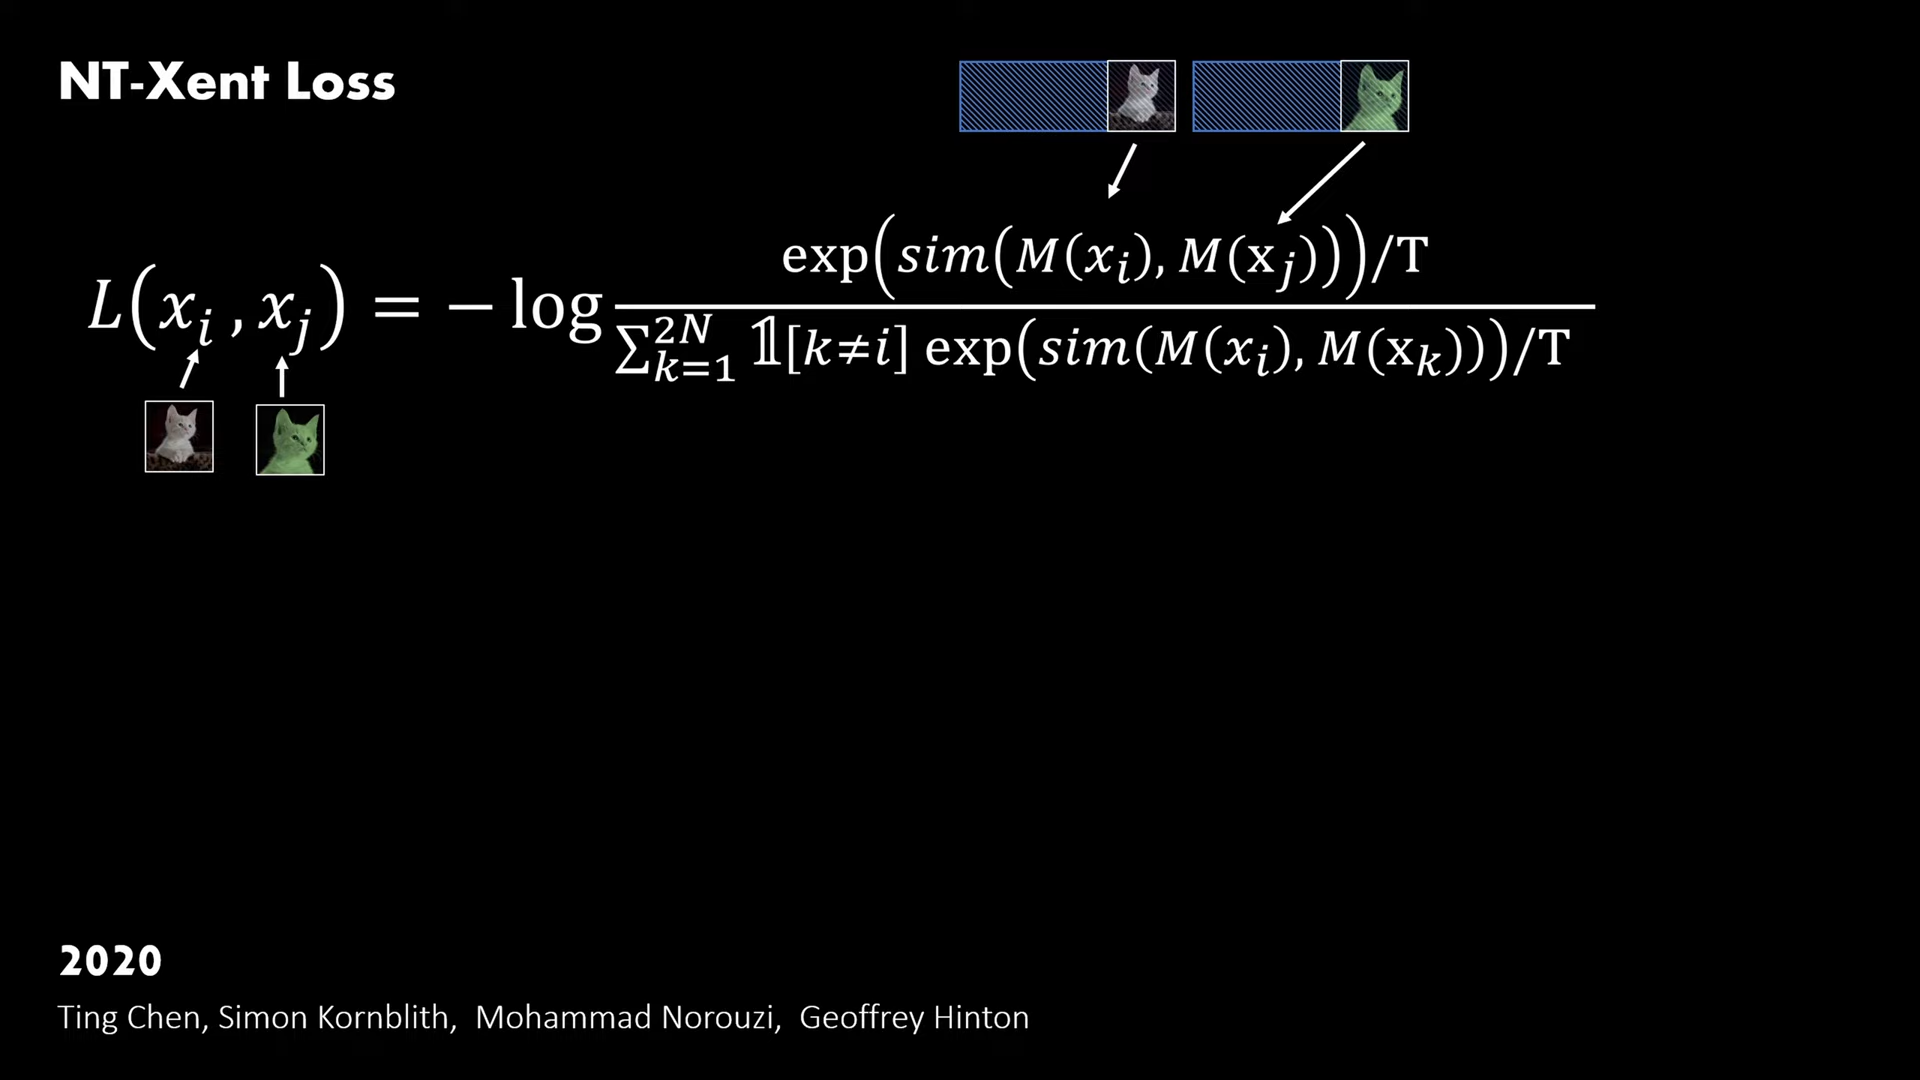 NT-Xent Loss
L(x_i , x_j) = − log exp(sim(M(x_i), M(x_j)))/T
∑_{k=1}^{2N} 𝟙[k≠i] exp(sim(M(x_i), M(x_k)))/T
2020
Ting Chen, Simon Kornblith, Mohammad Norouzi, Geoffrey Hinton